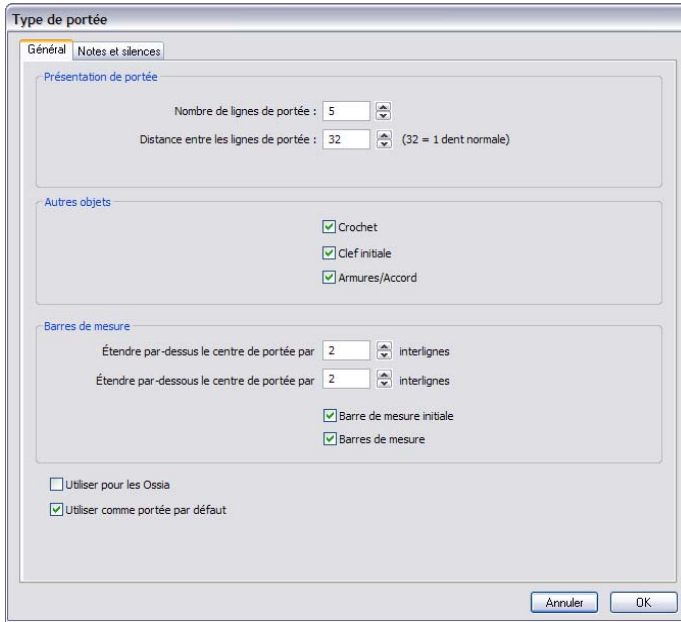 Type de portée
Général Notes et silences
Présentation de portée
Nombre de lignes de portée : 5
Distance entre les lignes de portée : 32 (32 = 1 dent normale)
Autres objets
Crochet
Clef initiale
Armures/Accord
Barres de mesure
Étendre par-dessus le centre de portée par 2 interlignes
Étendre par-dessous le centre de portée par 2 interlignes
Barre de mesure initiale
Barres de mesure
Utiliser pour les Ossia
Utiliser comme portée par défaut
Annuler OK